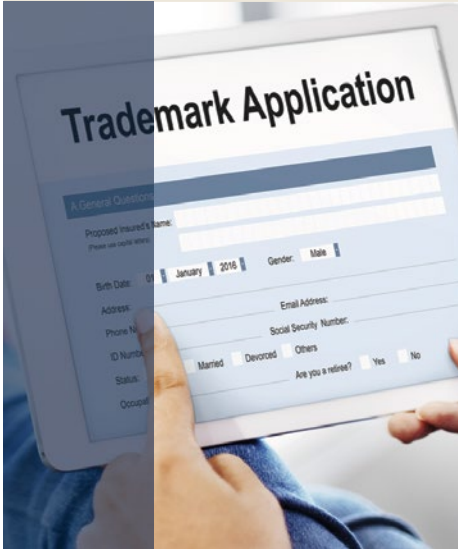 Trademark Application
A General Questions
Proposed Insured's Name:
(Please use capital letters)
Birth Date: 01 January 2016 Gender: Male
Address:
Email Address:
Phone N
Social Security Number:
ID Numbe
Married Devorced Others
Status:
Are you a retiree? Yes No
Occupat